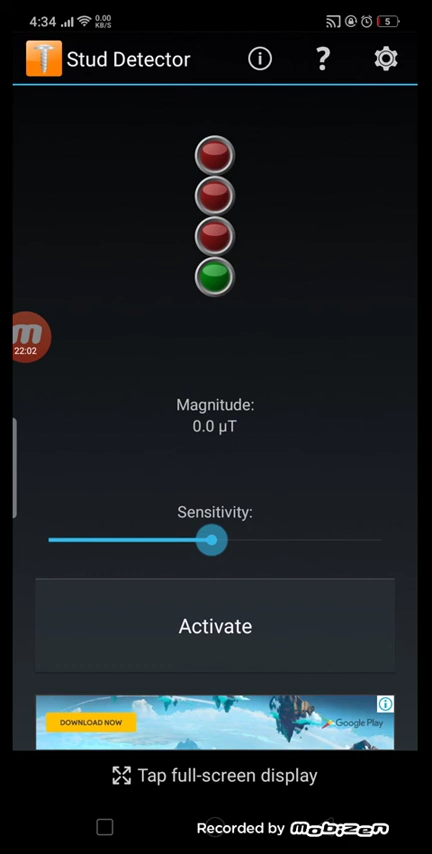 4:34
0.00
KB/S
5
Stud Detector
i
?
m
22:02
Magnitude:
0.0 µT
Sensitivity:
Activate
DOWNLOAD NOW
Google Play
Tap full-screen display
Recorded by mobizen